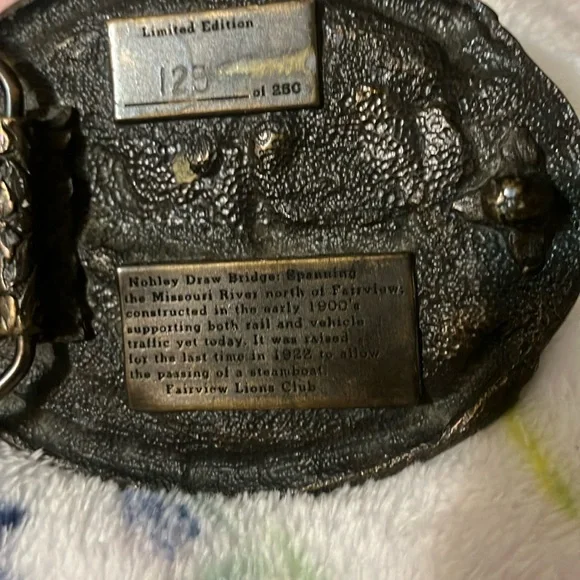 Limited Edition
125 of 250
Nohley Draw Bridge: Spanning
the Missouri River north of Fairview;
constructed in the early 1900's
supporting both rail and vehicle
traffic yet today. It was raised
for the last time in 1922 to allow
the passing of a steamboat.
Fairview Lions Club